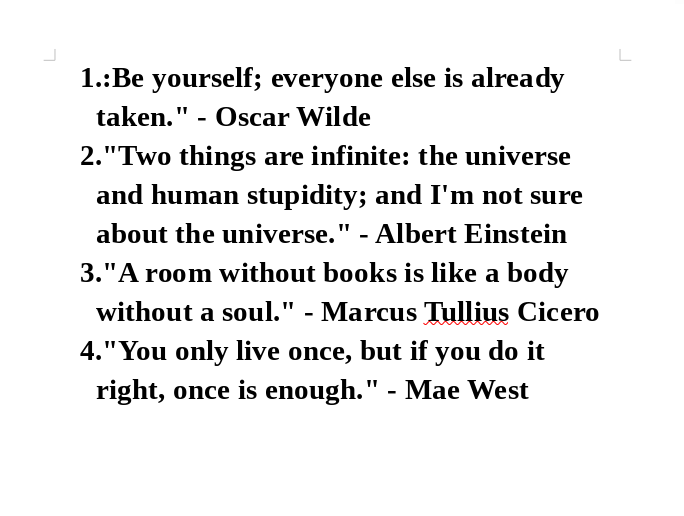 1.:Be yourself; everyone else is already
taken." - Oscar Wilde
2."Two things are infinite: the universe
and human stupidity; and I'm not sure
about the universe." - Albert Einstein
3."A room without books is like a body
without a soul." - Marcus Tullius Cicero
4."You only live once, but if you do it
right, once is enough." - Mae West